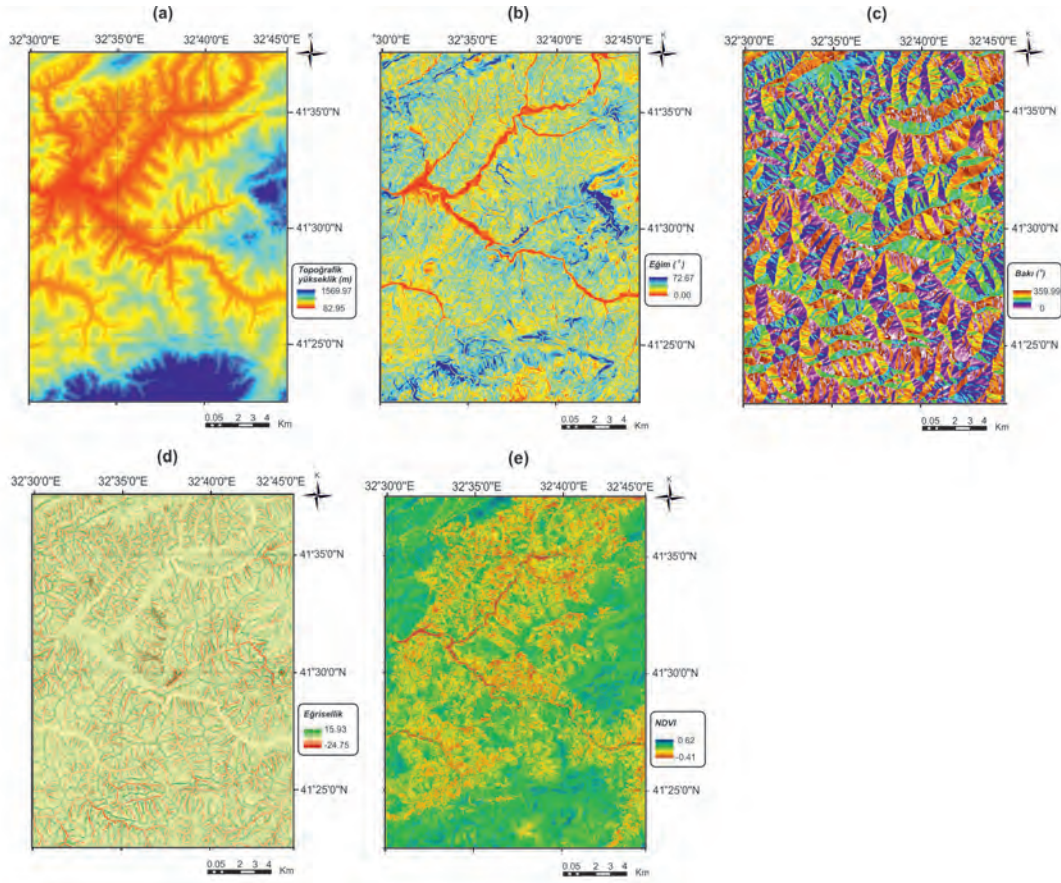 (a)
32°30'0"E 32°35'0"E 32°40'0"E 32°45'0"E
K
41°35'0"N
41°30'0"N
41°25'0"N
Topoğrafik
yükseklik (m)
1569.97
82.95
0.05 2 3 4
Km
(b)
32°30'0"E 32°35'0"E 32°40'0"E 32°45'0"E
K
41°35'0"N
41°30'0"N
41°25'0"N
Eğim (°)
72.67
0.00
0.05 2 3 4
Km
(c)
32°30'0"E 32°35'0"E 32°40'0"E 32°45'0"E
K
41°35'0"N
41°30'0"N
41°25'0"N
Bakı (°)
359.99
0
0.05 2 3 4
Km
(d)
32°30'0"E 32°35'0"E 32°40'0"E 32°45'0"E
K
41°35'0"N
41°30'0"N
41°25'0"N
Eğrisellik
15.93
-24.75
0.05 2 3 4
Km
(e)
32°30'0"E 32°35'0"E 32°40'0"E 32°45'0"E
K
41°35'0"N
41°30'0"N
41°25'0"N
NDVI
0.62
-0.41
0.05 2 3 4
Km